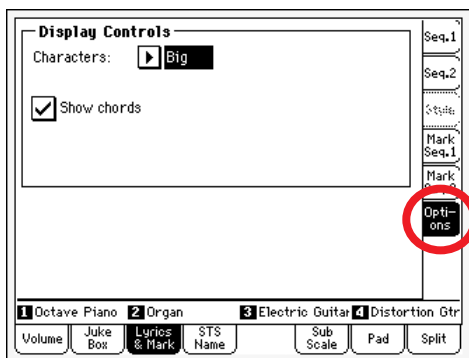 Display Controls
Characters: Big
Show chords
Seq.1
Seq.2
Style
Mark
Seq.1
Mark
Opti-
ons
1 Octave Piano 2 Organ 3 Electric Guitar 4 Distortion Gtr
Volume
Juke
Box
Lyrics
& Mark
STS
Name
Sub
Scale
Pad
Split